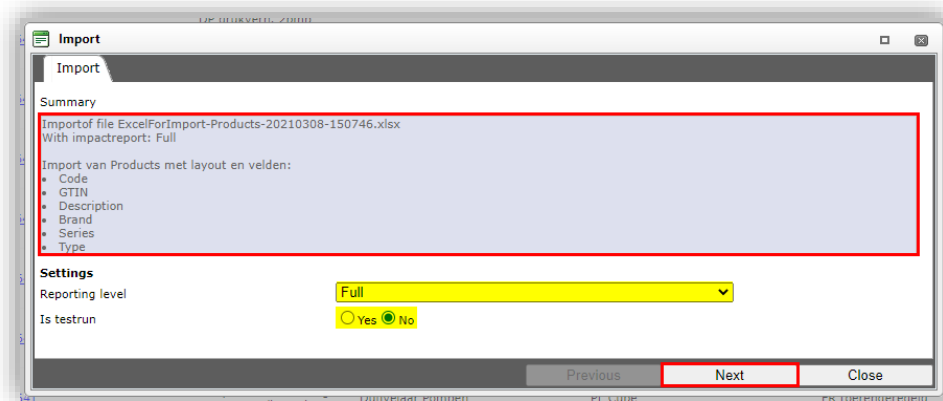 Import
Import
Summary
Importof file ExcelForImport-Products-20210308-150746.xlsx
With impactreport: Full
Import van Products met layout en velden:
• Code
• GTIN
• Description
• Brand
• Series
• Type
Settings
Reporting level
Full
Is testrun
Yes No
Previous
Next
Close